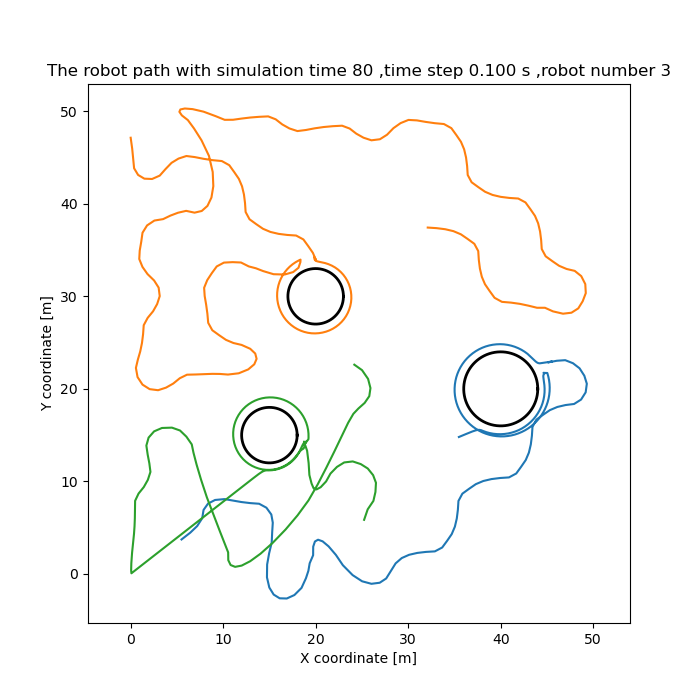 The robot path with simulation time 80 ,time step 0.100 s ,robot number 3
50
40
30
20
10
0
Y coordinate [m]
0 10 20 30 40 50
X coordinate [m]